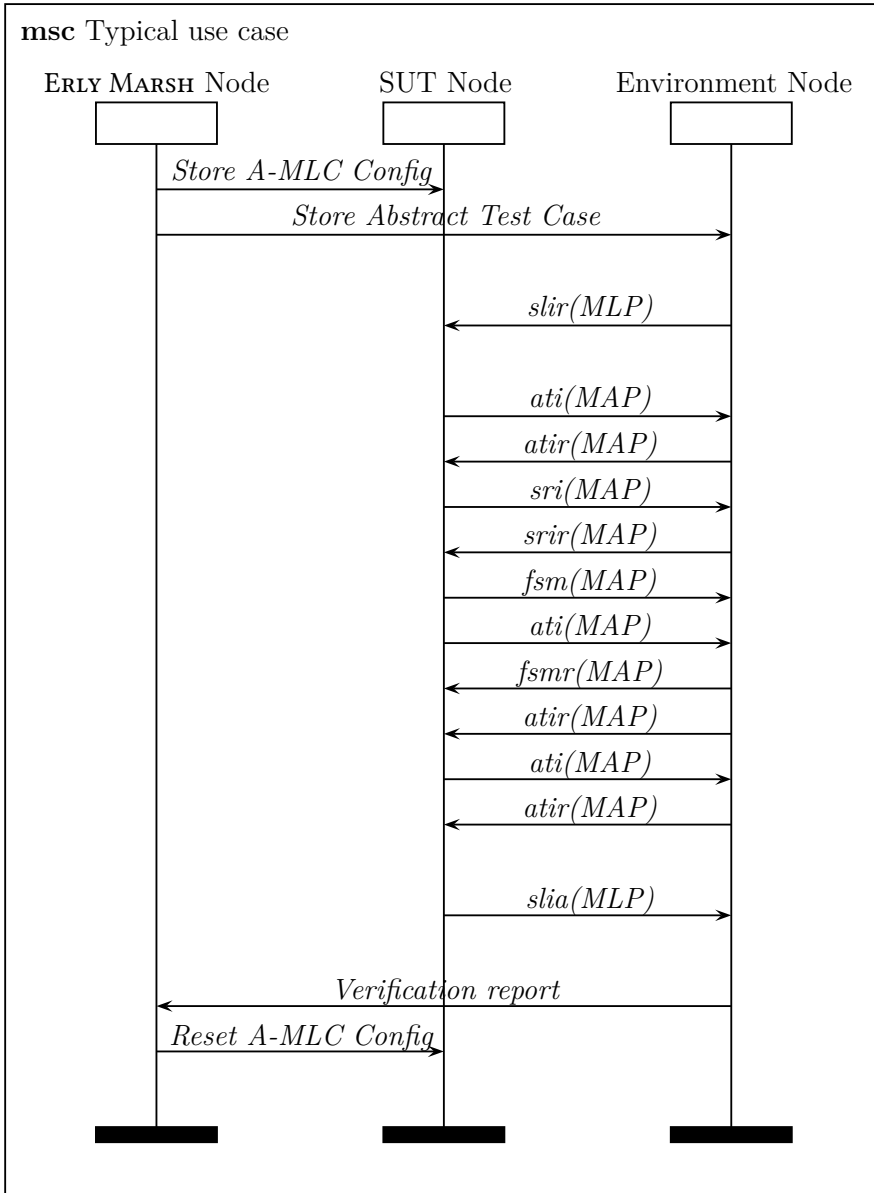 msc Typical use case
Erly Marsh Node SUT Node Environment Node
Store A-MLC Config
Store Abstract Test Case
slir(MLP)
ati(MAP)
atir(MAP)
sri(MAP)
srir(MAP)
fsm(MAP)
ati(MAP)
fsmr(MAP)
atir(MAP)
ati(MAP)
atir(MAP)
slia(MLP)
Verification report
Reset A-MLC Config